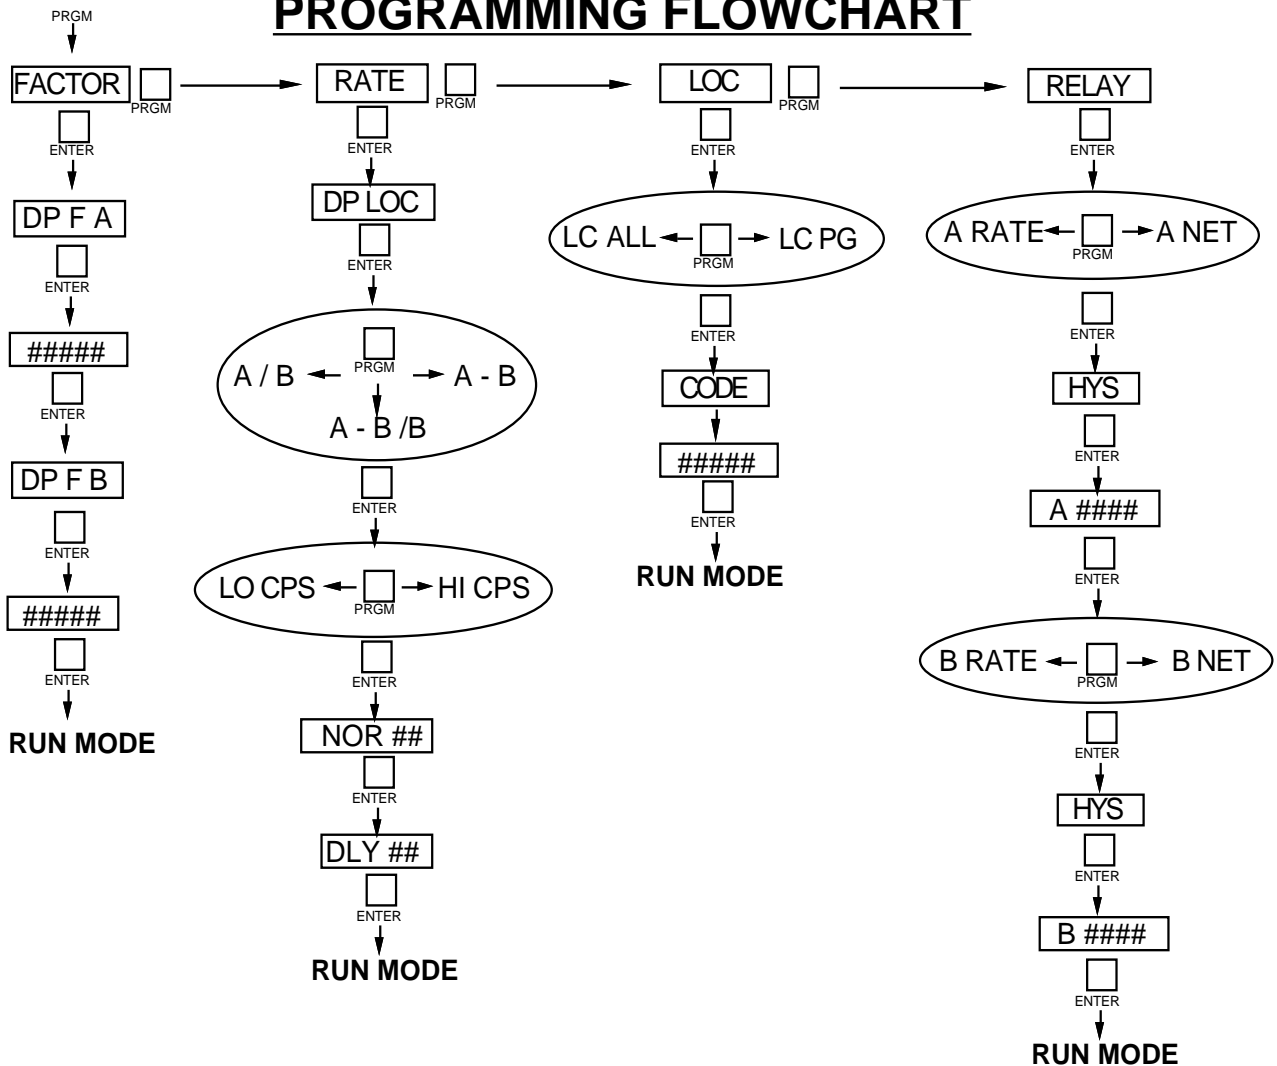 PROGRAMMING FLOWCHART
PRGM
FACTOR
PRGM
ENTER
DP F A
ENTER
#####
ENTER
DP F B
ENTER
#####
ENTER
RUN MODE
RATE
PRGM
ENTER
DP LOC
ENTER
PRGM
A / B
A - B
A - B /B
ENTER
LO CPS
PRGM
HI CPS
ENTER
NOR ##
ENTER
DLY ##
ENTER
RUN MODE
LOC
PRGM
ENTER
LC ALL
PRGM
LC PG
ENTER
CODE
#####
ENTER
RUN MODE
RELAY
ENTER
A RATE
PRGM
A NET
ENTER
HYS
ENTER
A ####
ENTER
B RATE
PRGM
B NET
ENTER
HYS
ENTER
B ####
ENTER
RUN MODE